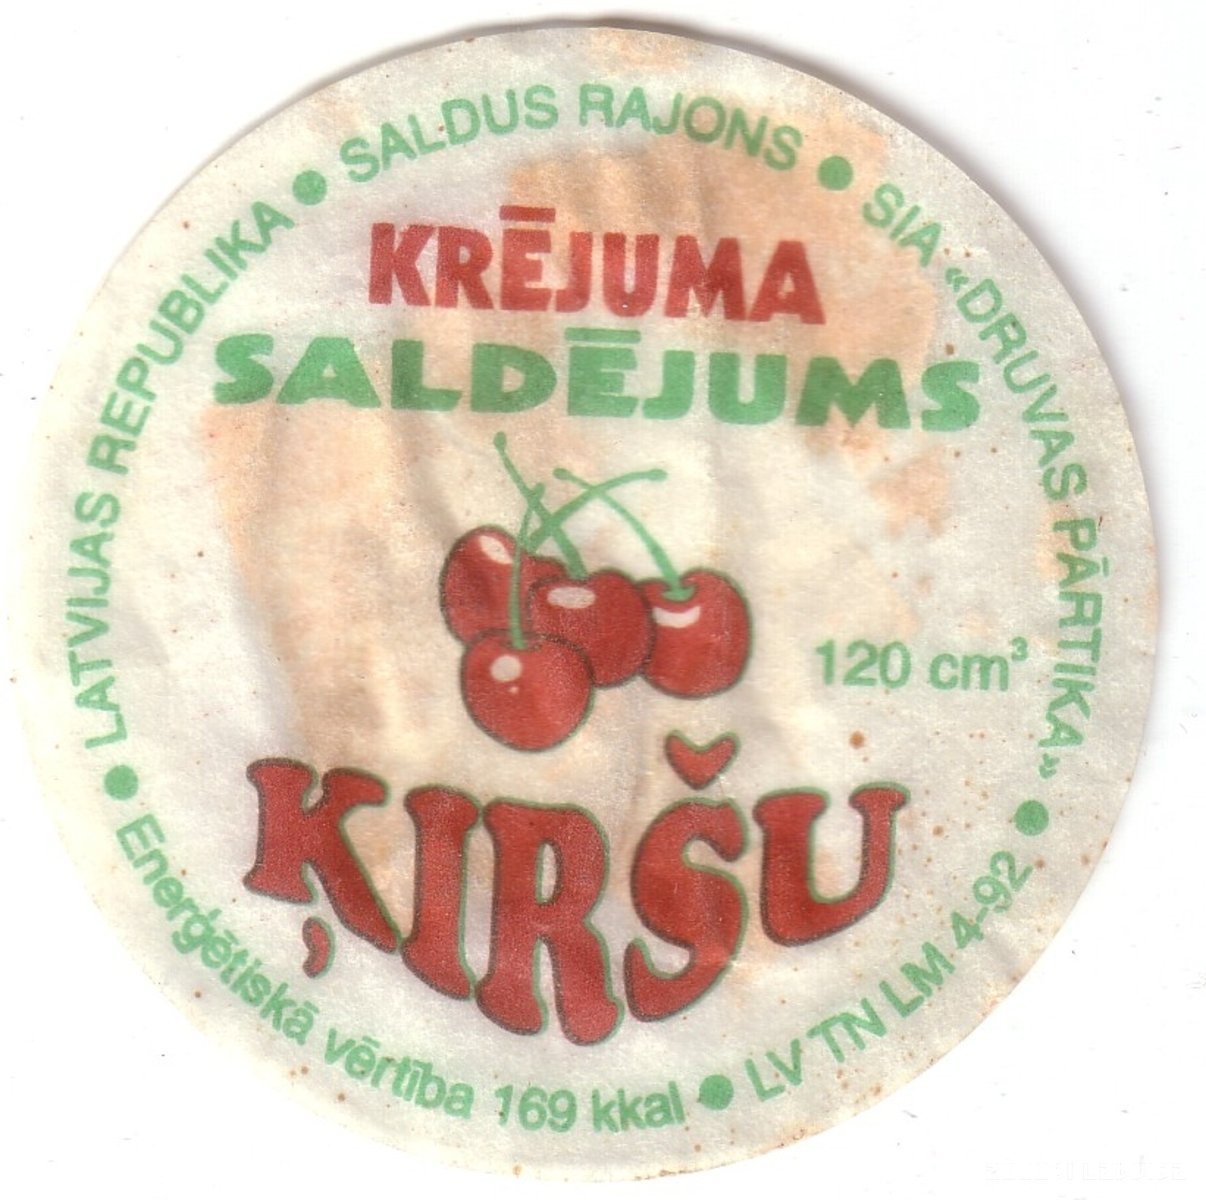 LATVIJAS REPUBLIKA • SALDUS RAJONS • SIA «DRUVAS PĀRTIKA» •
KRĒJUMA
SALDĒJUMS
120 cm³
ĶIRŠU
Enerģētiskā vērtība 169 kkal • LV TN LM 4-92